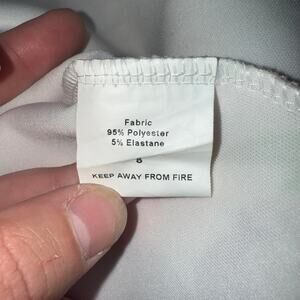 Fabric
95% Polyester
5% Elastane
8
KEEP AWAY FROM FIRE